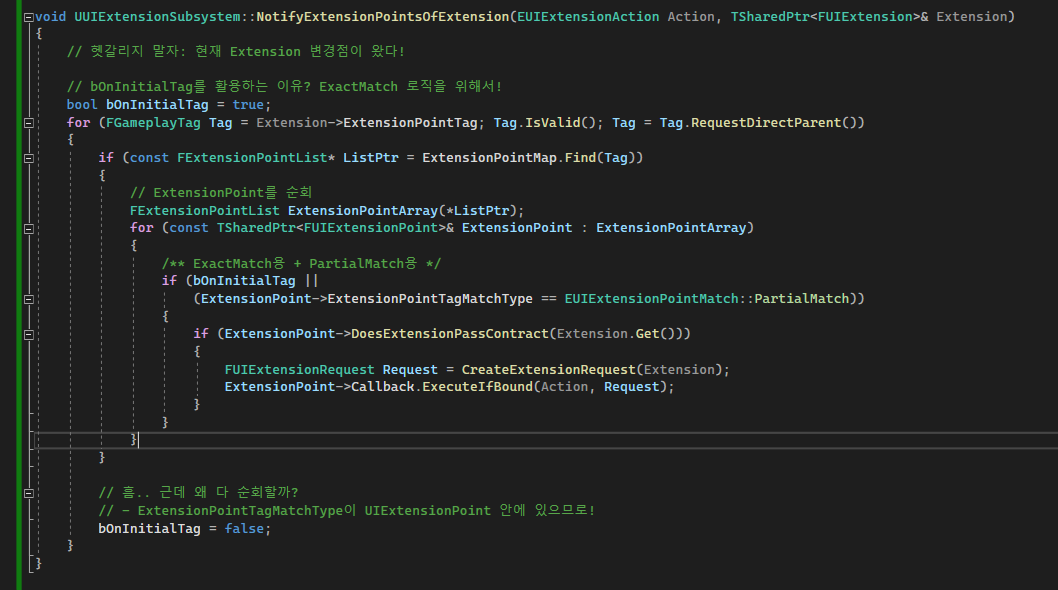 void UUIExtensionSubsystem::NotifyExtensionPointsOfExtension(EUIExtensionAction Action, TSharedPtr<FUIExtension>& Extension)
{
// 헷갈리지 말자: 현재 Extension 변경점이 왔다!
// bOnInitialTag를 활용하는 이유? ExactMatch 로직을 위해서!
bool bOnInitialTag = true;
for (FGameplayTag Tag = Extension->ExtensionPointTag; Tag.IsValid(); Tag = Tag.RequestDirectParent())
{
if (const FExtensionPointList* ListPtr = ExtensionPointMap.Find(Tag))
{
// ExtensionPoint를 순회
FExtensionPointList ExtensionPointArray(*ListPtr);
for (const TSharedPtr<FUIExtensionPoint>& ExtensionPoint : ExtensionPointArray)
{
/** ExactMatch용 + PartialMatch용 */
if (bOnInitialTag ||
(ExtensionPoint->ExtensionPointTagMatchType == EUIExtensionPointMatch::PartialMatch))
{
if (ExtensionPoint->DoesExtensionPassContract(Extension.Get()))
{
FUIExtensionRequest Request = CreateExtensionRequest(Extension);
ExtensionPoint->Callback.ExecuteIfBound(Action, Request);
}
}
}
}
// 흠.. 근데 왜 다 순회할까?
// - ExtensionPointTagMatchType이 UIExtensionPoint 안에 있으므로!
bOnInitialTag = false;
}
}